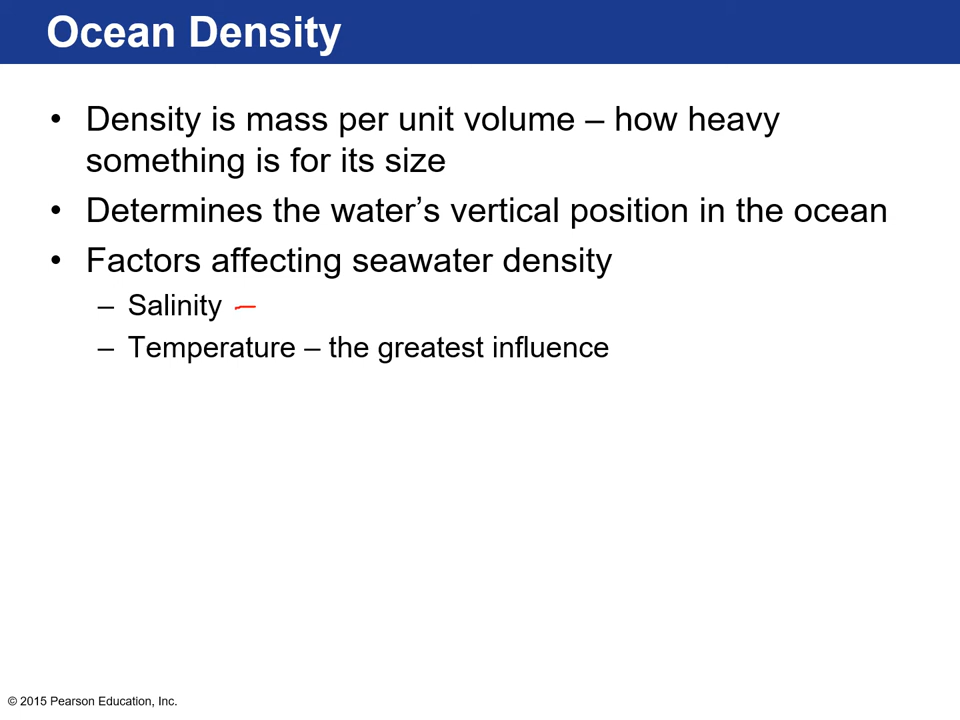 Ocean Density
• Density is mass per unit volume – how heavy
something is for its size
• Determines the water’s vertical position in the ocean
• Factors affecting seawater density
– Salinity –
– Temperature – the greatest influence
© 2015 Pearson Education, Inc.